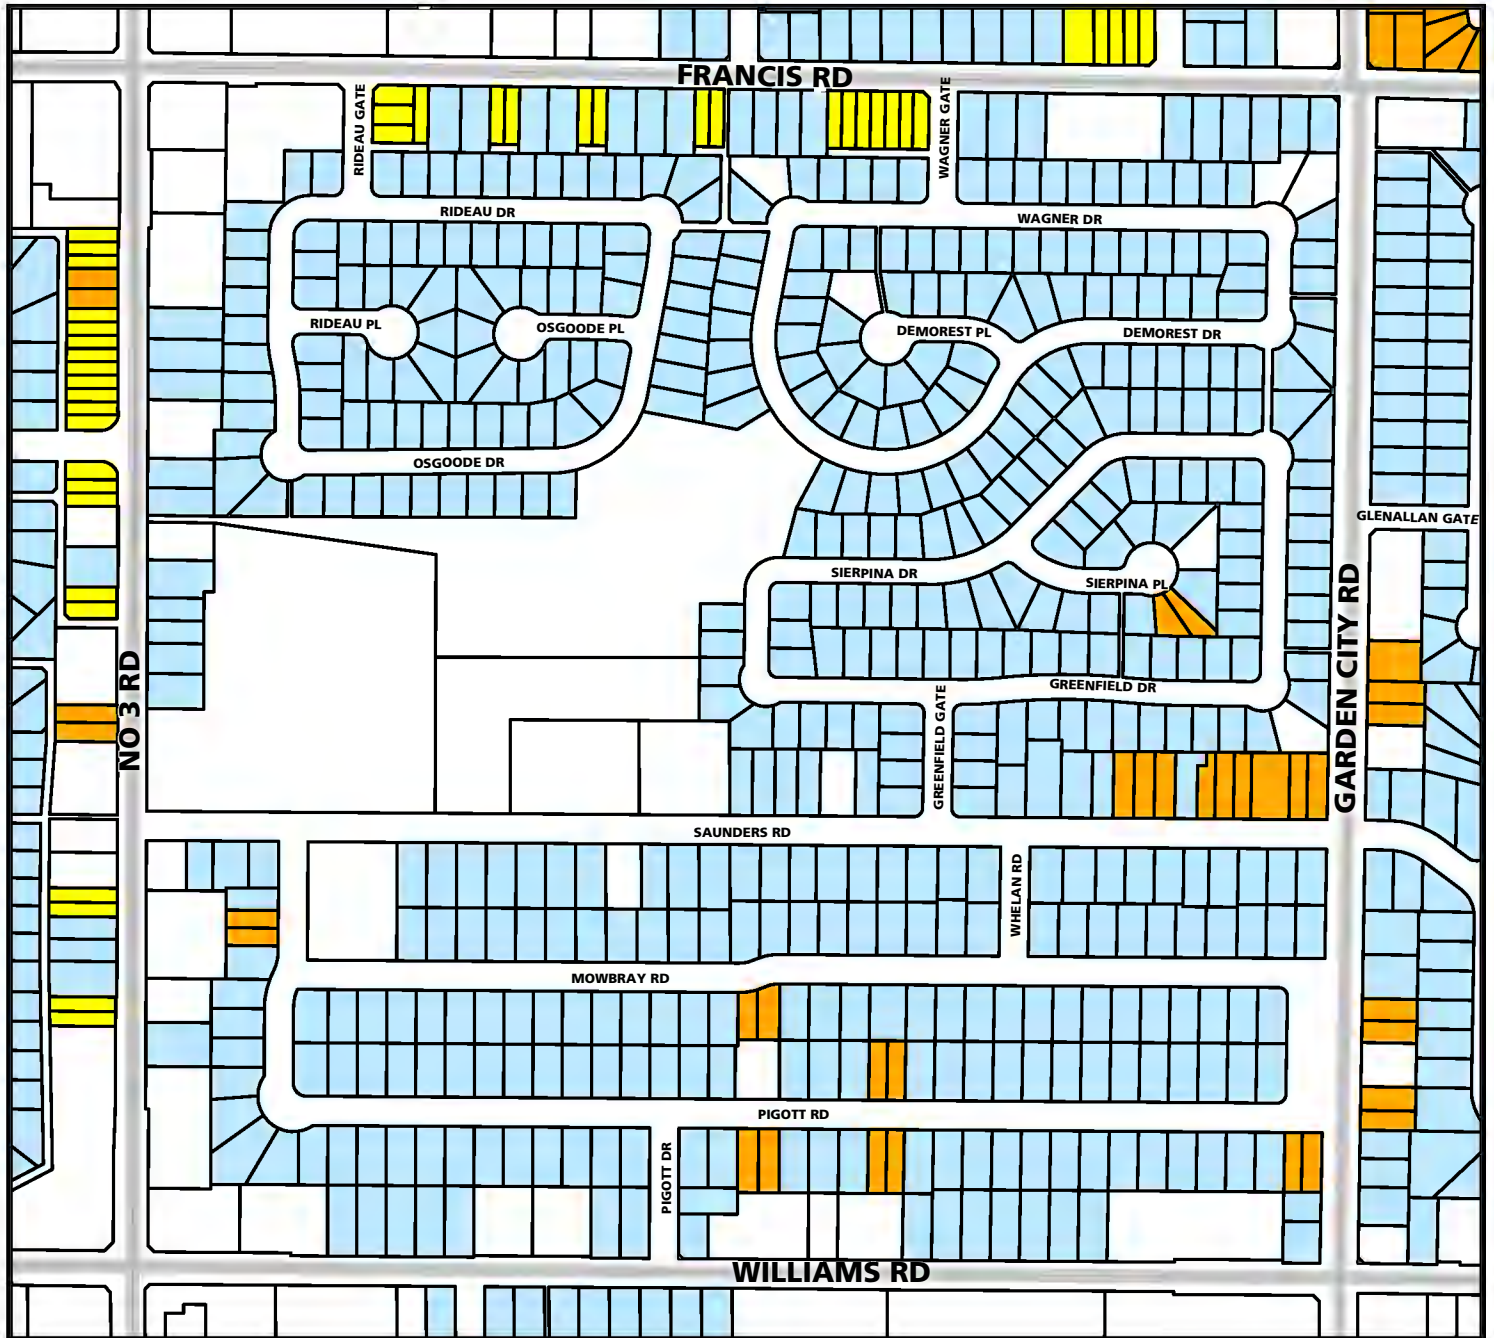 FRANCIS RD
RIDEAU GATE
WAGNER GATE
RIDEAU DR
WAGNER DR
RIDEAU PL
OSGOODE PL
DEMOREST PL
DEMOREST DR
OSGOODE DR
GLENALLAN GATE
SIERPINA DR
SIERPINA PL
NO 3 RD
GARDEN CITY RD
GREENFIELD DR
GREENFIELD GATE
SAUNDERS RD
WHELAN RD
MOWBRAY RD
PIGOTT RD
PIGOTT DR
WILLIAMS RD